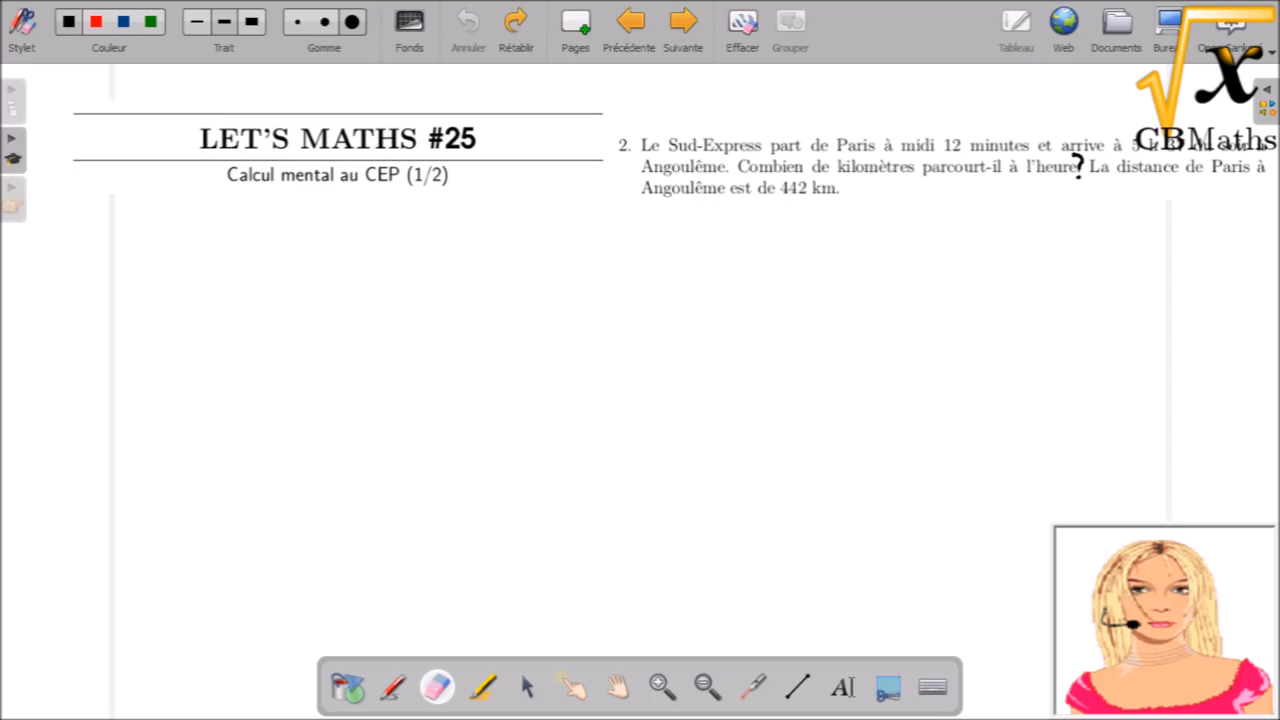 Stylet
Couleur
Trait
Gomme
Fonds
Annuler
Rétablir
Pages
Précédente
Suivante
Effacer
Grouper
Tableau
Web
Documents
x
CBMaths
LET'S MATHS #25
Calcul mental au CEP (1/2)
2. Le Sud-Express part de Paris à midi 12 minutes et arrive à 5
Angoulême. Combien de kilomètres parcourt-il à l'heure? La distance de Paris à
Angoulême est de 442 km.
AI